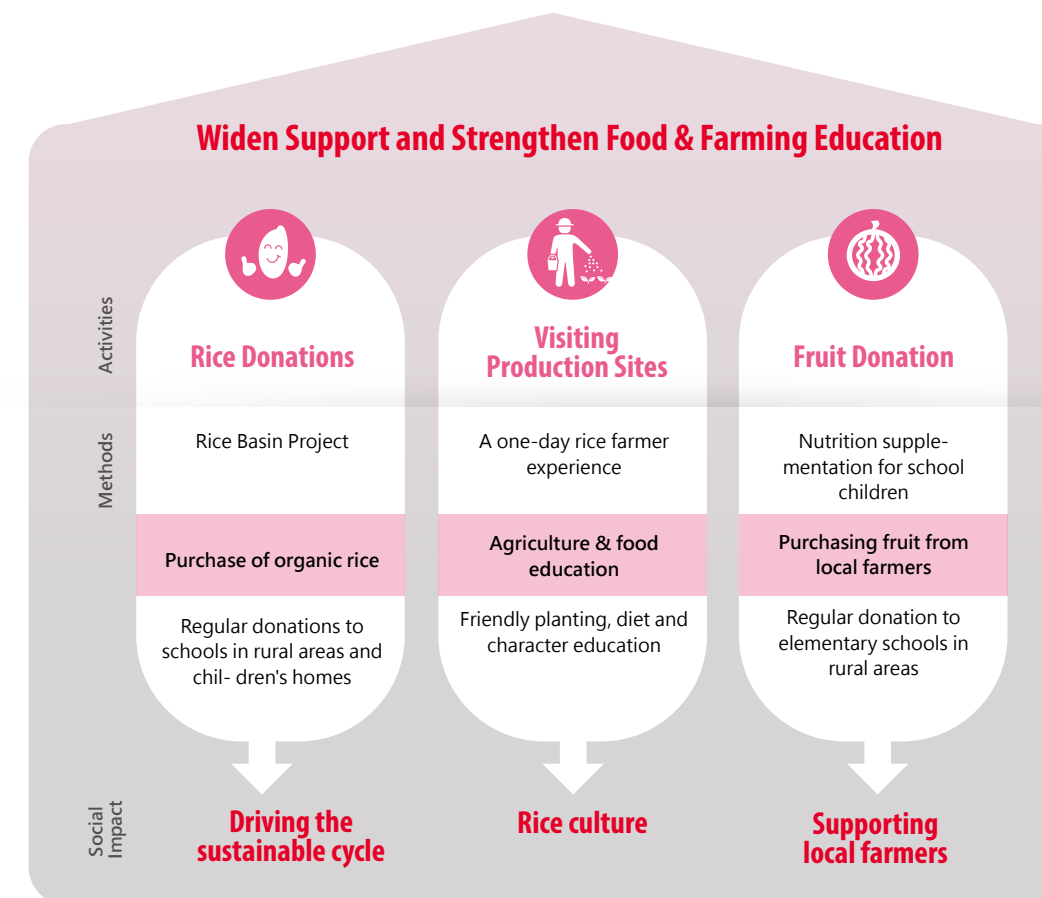 Widen Support and Strengthen Food & Farming Education
Activities
Rice Donations
Visiting
Production Sites
Fruit Donation
Methods
Rice Basin Project
A one-day rice farmer
experience
Nutrition supple-
mentation for school
children
Purchase of organic rice
Agriculture & food
education
Purchasing fruit from
local farmers
Regular donations to
schools in rural areas and
chil- dren's homes
Friendly planting, diet and
character education
Regular donation to
elementary schools in
rural areas
Social
Impact
Driving the
sustainable cycle
Rice culture
Supporting
local farmers